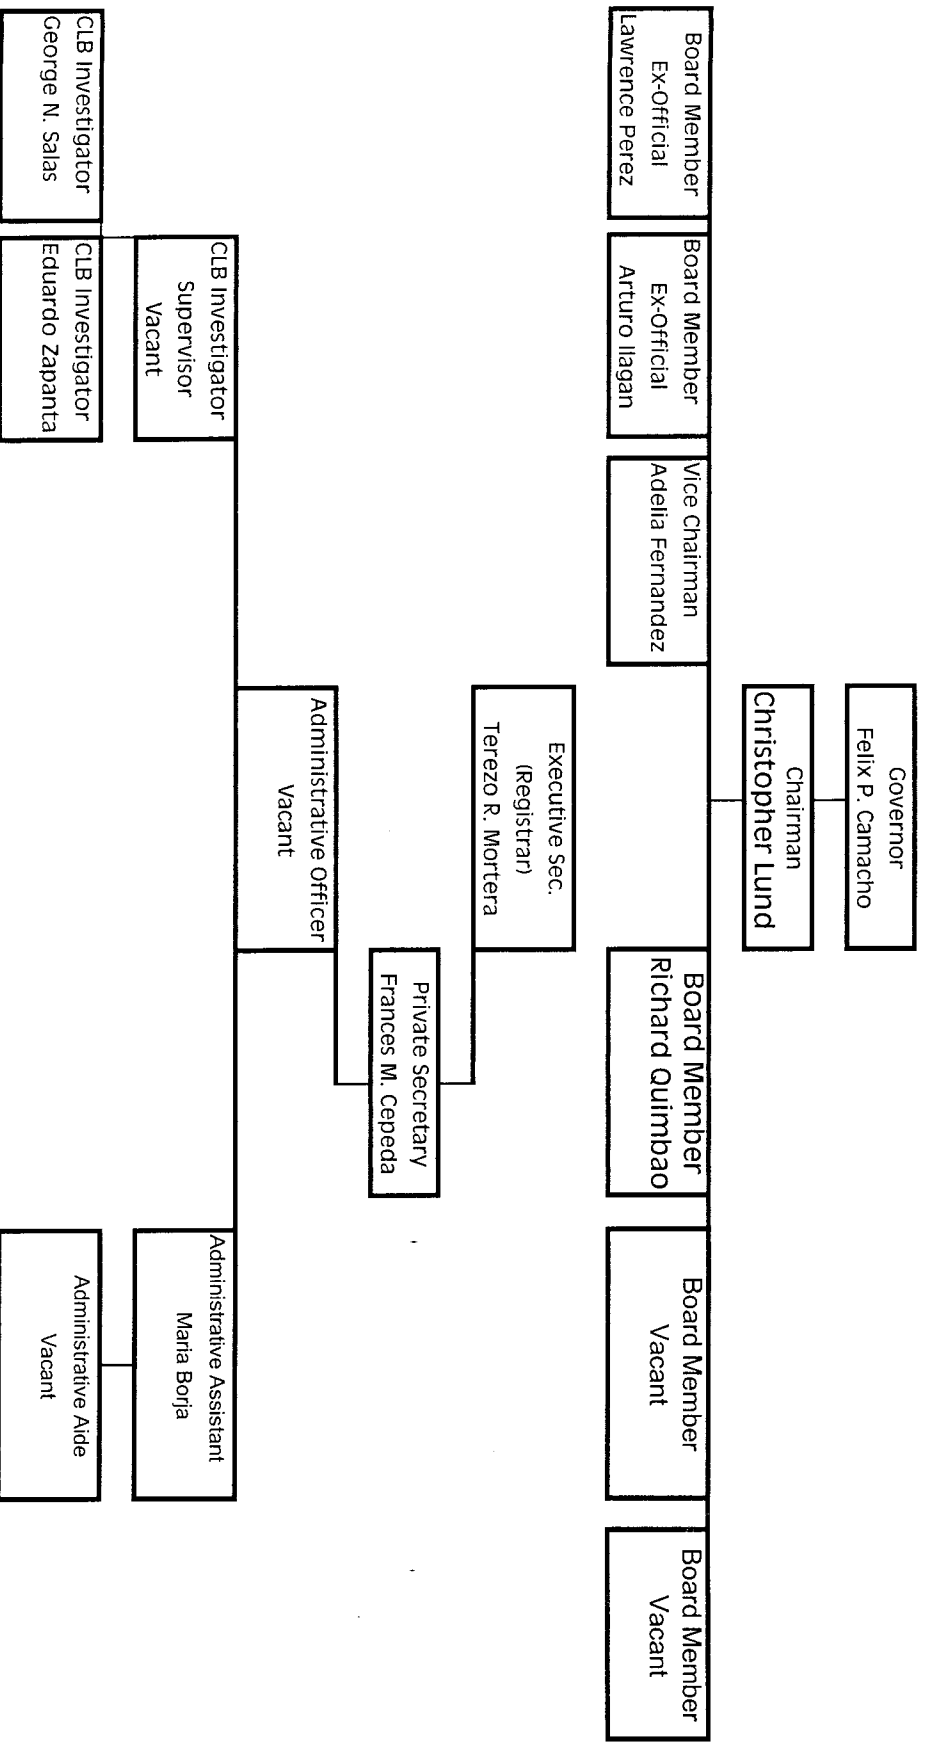 Governor
Felix P. Camacho
Chairman
Christopher Lund
Board Member
Ex-Official
Lawrence Perez
Board Member
Ex-Official
Arturo Ilagan
Vice Chairman
Adelia Fernandez
Board Member
Richard Quimbao
Board Member
Vacant
Board Member
Vacant
Executive Sec.
(Registrar)
Terezo R. Mortera
Private Secretary
Frances M. Cepeda
Administrative Officer
Vacant
CLB Investigator
Supervisor
Vacant
Administrative Assistant
Maria Borja
CLB Investigator
George N. Salas
CLB Investigator
Eduardo Zapanta
Administrative Aide
Vacant